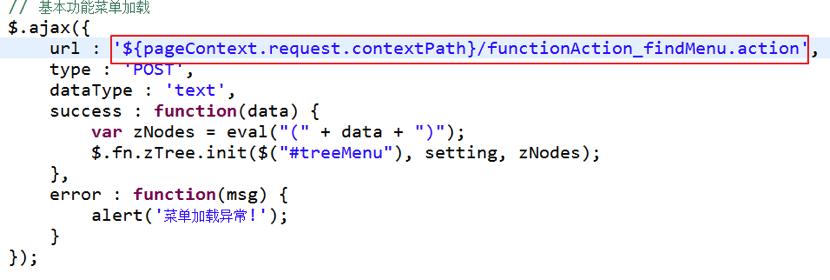 // 基本功能菜单加载
$.ajax({
    url : '${pageContext.request.contextPath}/functionAction_findMenu.action',
    type : 'POST',
    dataType : 'text',
    success : function(data) {
        var zNodes = eval("(" + data + ")");
        $.fn.zTree.init($("#treeMenu"), setting, zNodes);
    },
    error : function(msg) {
        alert('菜单加载异常!');
    }
});